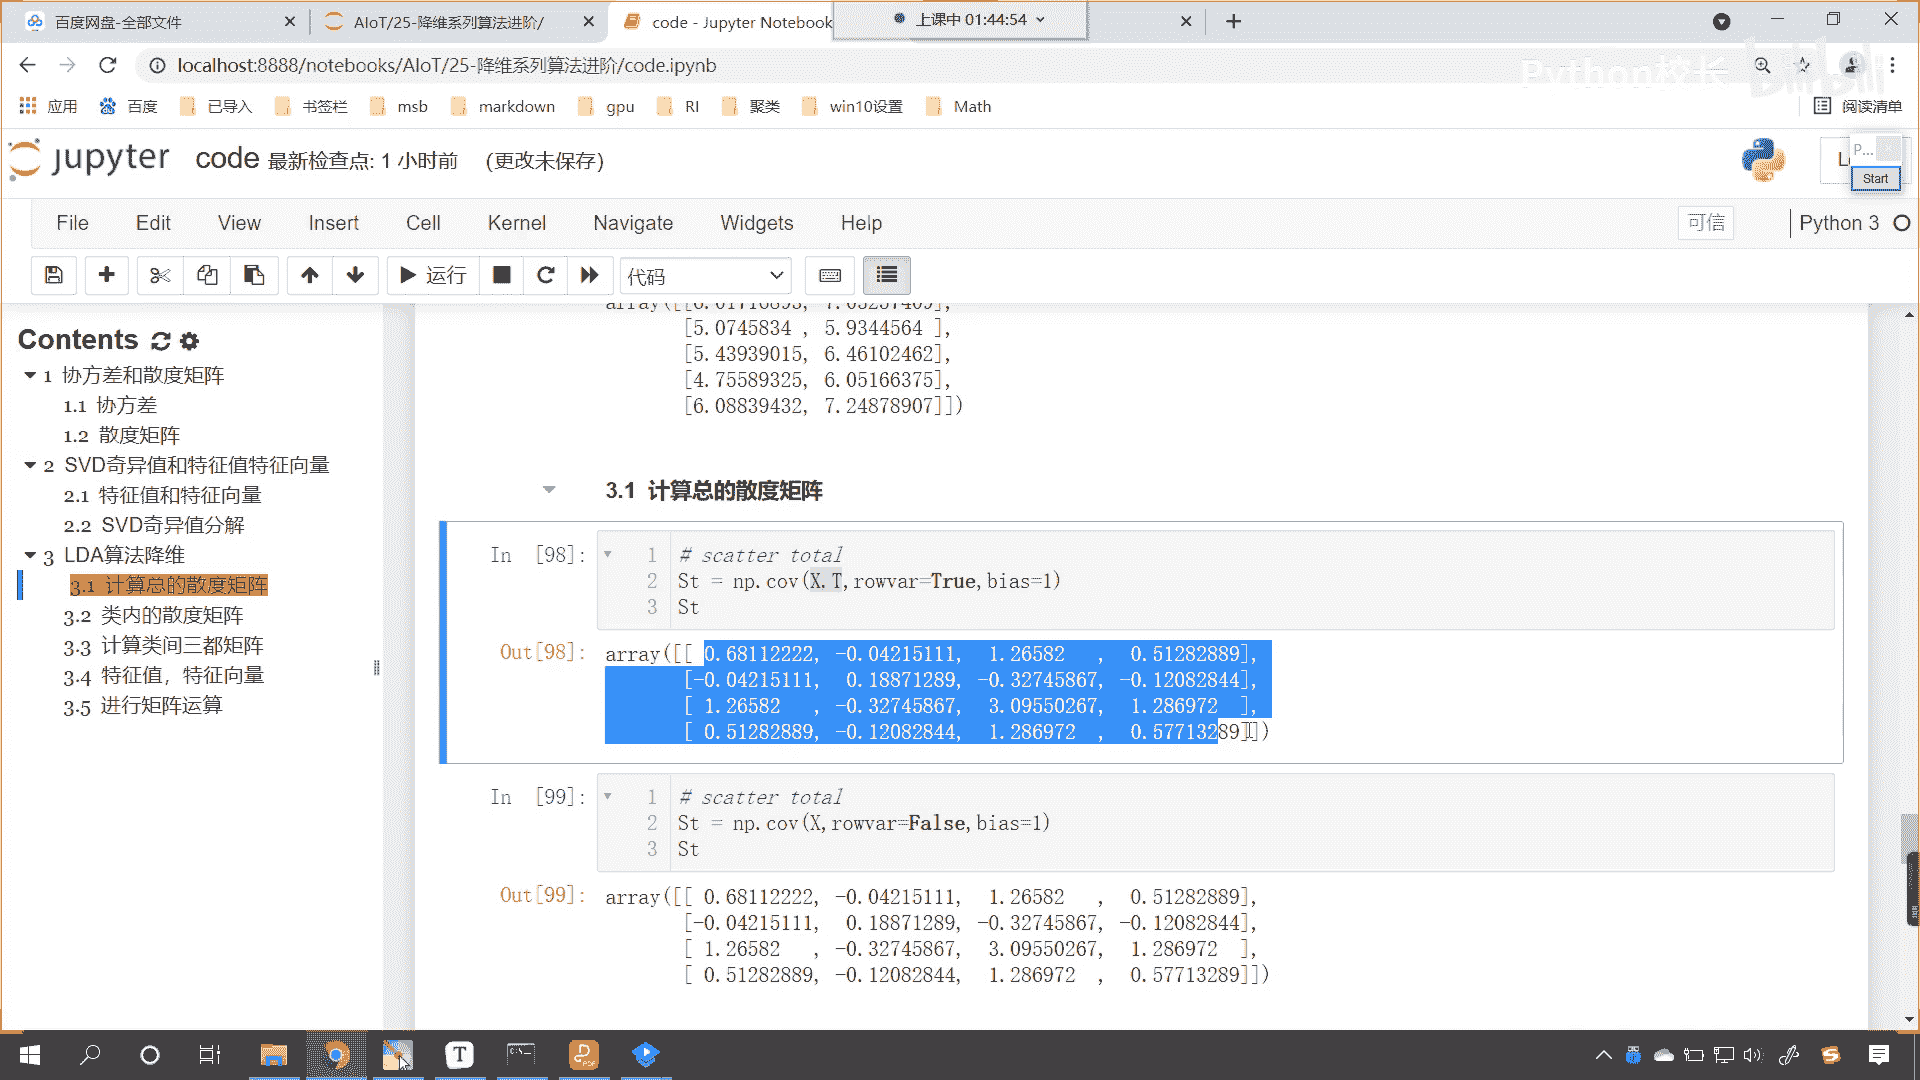 百度网盘-全部文件
AIoT/25-降维系列算法进阶/
code - Jupyter Notebook
上课中 01:44:54
localhost:8888/notebooks/AIoT/25-降维系列算法进阶/code.ipynb
Python校长
bilibili
应用 百度 已导入 书签栏 msb markdown gpu RI 聚类 win10设置 Math 阅读清单
jupyter code 最新检查点: 1 小时前 (更改未保存)
P...
Start
File Edit View Insert Cell Kernel Navigate Widgets Help 可信 Python 3
运行 代码
Contents
1 协方差和散度矩阵
1.1 协方差
1.2 散度矩阵
2 SVD奇异值和特征值特征向量
2.1 特征值和特征向量
2.2 SVD奇异值分解
3 LDA算法降维
3.1 计算总的散度矩阵
3.2 类内的散度矩阵
3.3 计算类间三都矩阵
3.4 特征值，特征向量
3.5 进行矩阵运算
array([[6.01716893, 7.03257409],
[5.0745834 , 5.9344564 ],
[5.43939015, 6.46102462],
[4.75589325, 6.05166375],
[6.08839432, 7.24878907]])
3.1 计算总的散度矩阵
In [98]:
1 # scatter total
2 St = np.cov(X.T,rowvar=True,bias=1)
3 St
Out[98]: array([[ 0.68112222, -0.04215111, 1.26582 , 0.51282889],
[-0.04215111, 0.18871289, -0.32745867, -0.12082844],
[ 1.26582 , -0.32745867, 3.09550267, 1.286972 ],
[ 0.51282889, -0.12082844, 1.286972 , 0.57713289]])
In [99]:
1 # scatter total
2 St = np.cov(X,rowvar=False,bias=1)
3 St
Out[99]: array([[ 0.68112222, -0.04215111, 1.26582 , 0.51282889],
[-0.04215111, 0.18871289, -0.32745867, -0.12082844],
[ 1.26582 , -0.32745867, 3.09550267, 1.286972 ],
[ 0.51282889, -0.12082844, 1.286972 , 0.57713289]])